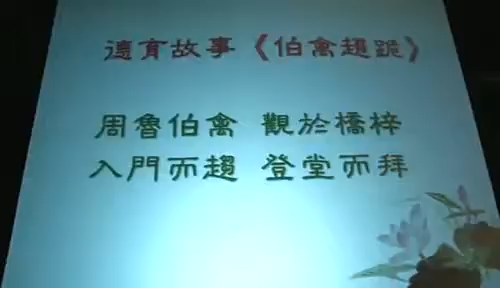 德育故事《伯禽趨跪》
周魯伯禽 觀於橋梓
入門而趨 登堂而拜